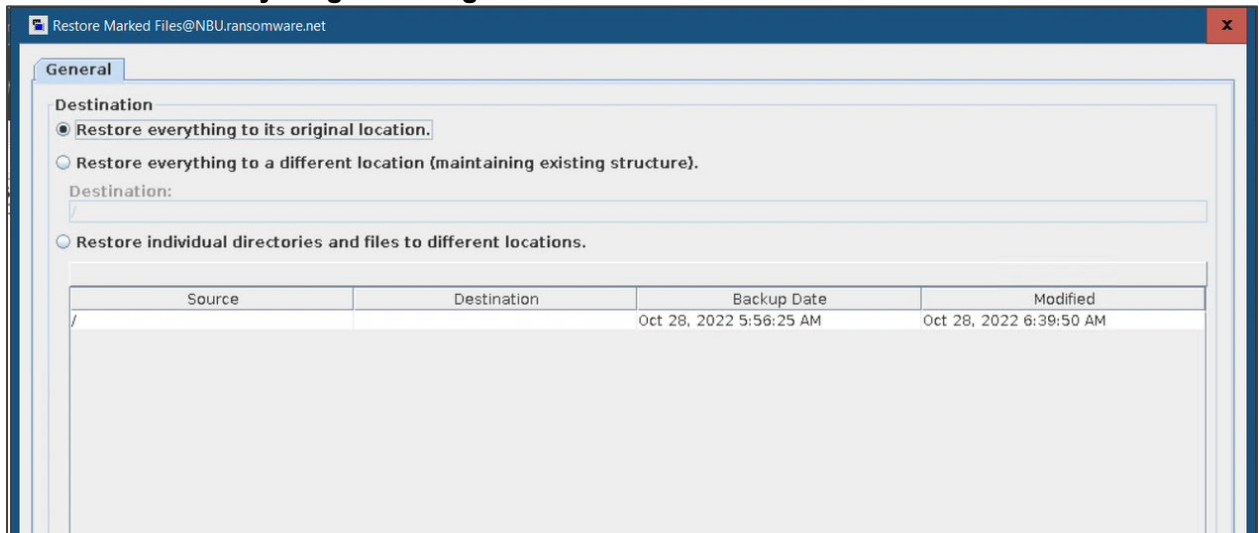 Restore Marked Files@NBU.ransomware.net
x
General
Destination
Restore everything to its original location.
Restore everything to a different location (maintaining existing structure).
Destination:
/
Restore individual directories and files to different locations.
Source Destination Backup Date Modified
/ Oct 28, 2022 5:56:25 AM Oct 28, 2022 6:39:50 AM